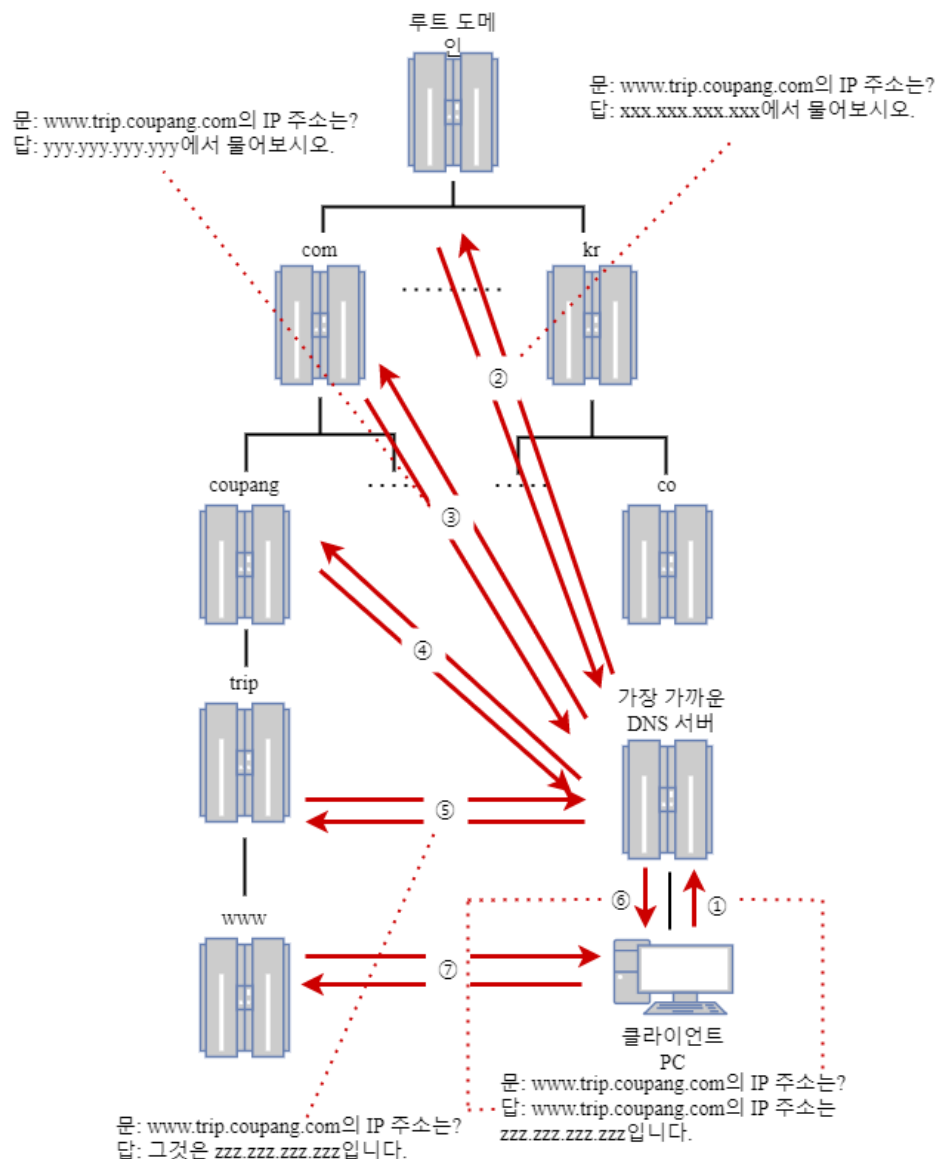 루트 도메
인
문: www.trip.coupang.com의 IP 주소는?
답: xxx.xxx.xxx.xxx에서 물어보시오.
문: www.trip.coupang.com의 IP 주소는?
답: yyy.yyy.yyy.yyy에서 물어보시오.
com
kr
②
coupang
co
③
④
trip
가장 가까운
DNS 서버
⑤
⑥
①
www
⑦
클라이언트
PC
문: www.trip.coupang.com의 IP 주소는?
답: www.trip.coupang.com의 IP 주소는
zzz.zzz.zzz.zzz입니다.
문: www.trip.coupang.com의 IP 주소는?
답: 그것은 zzz.zzz.zzz.zzz입니다.